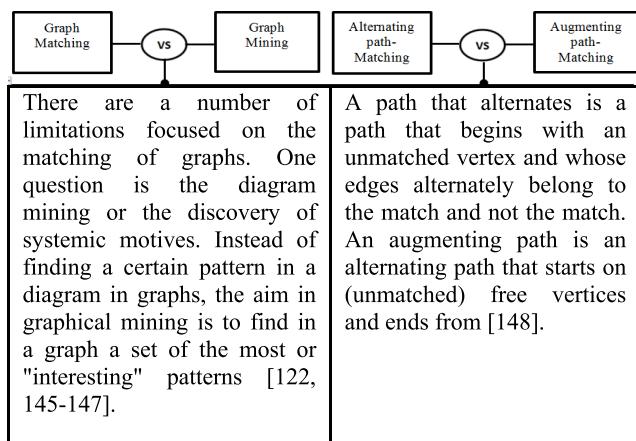 Graph
Matching
vs
Graph
Mining
Alternating
path-
Matching
vs
Augmenting
path-
Matching
There are a number of
limitations focused on the
matching of graphs. One
question is the diagram
mining or the discovery of
systemic motives. Instead of
finding a certain pattern in a
diagram in graphs, the aim in
graphical mining is to find in
a graph a set of the most or
"interesting" patterns [122,
145-147].
A path that alternates is a
path that begins with an
unmatched vertex and whose
edges alternately belong to
the match and not the match.
An augmenting path is an
alternating path that starts on
(unmatched) free vertices
and ends from [148].